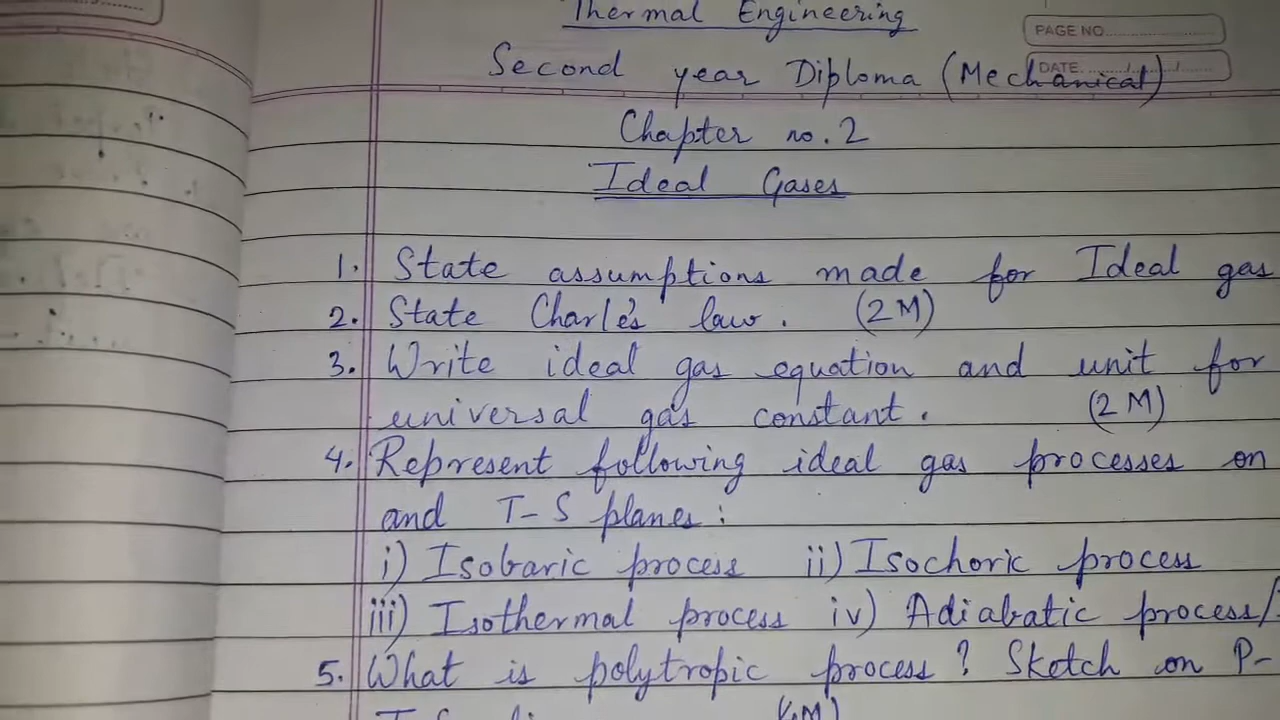 Thermal Engineering
PAGE NO.
Second year Diploma (Mechanical)
DATE
Chapter no. 2
Ideal Gases
1. State assumptions made for Ideal gas
2. State Charle's law. (2M)
3. Write ideal gas equation and unit for
universal gas constant. (2M)
4. Represent following ideal gas processes on
and T-S planes:
i) Isobaric process ii) Isochoric process
iii) Isothermal process iv) Adiabatic process/
5. What is polytropic process? Sketch on P-